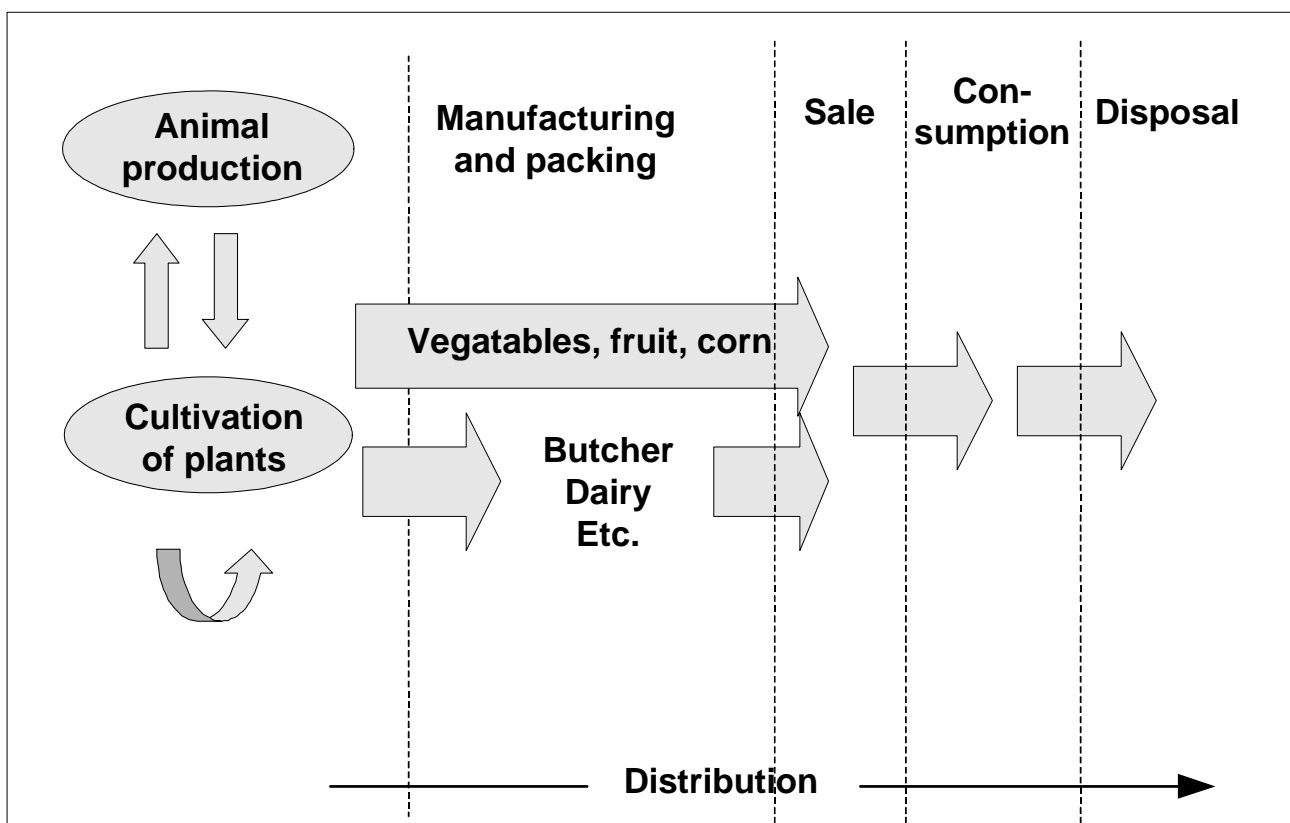 Animal
production
Manufacturing
and packing
Sale
Con-
sumption
Disposal
Vegatables, fruit, corn
Cultivation
of plants
Butcher
Dairy
Etc.
Distribution